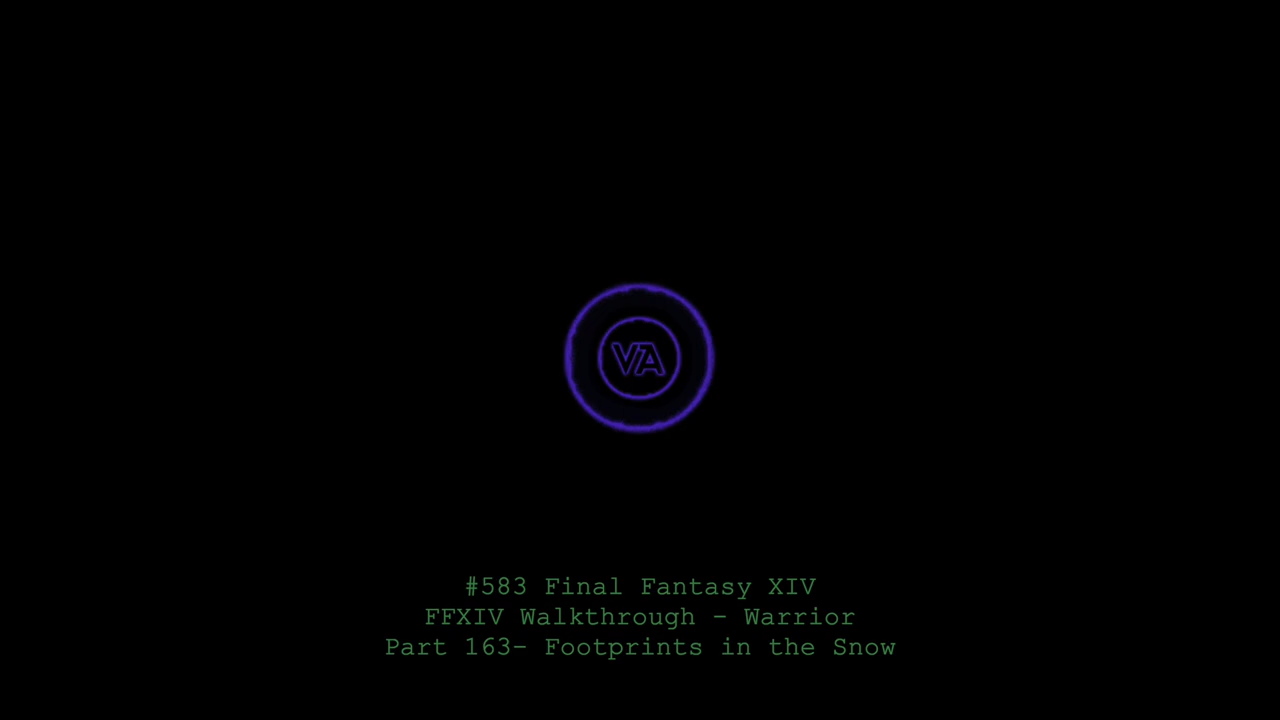 VA
#583 Final Fantasy XIV
FFXIV Walkthrough - Warrior
Part 163- Footprints in the Snow